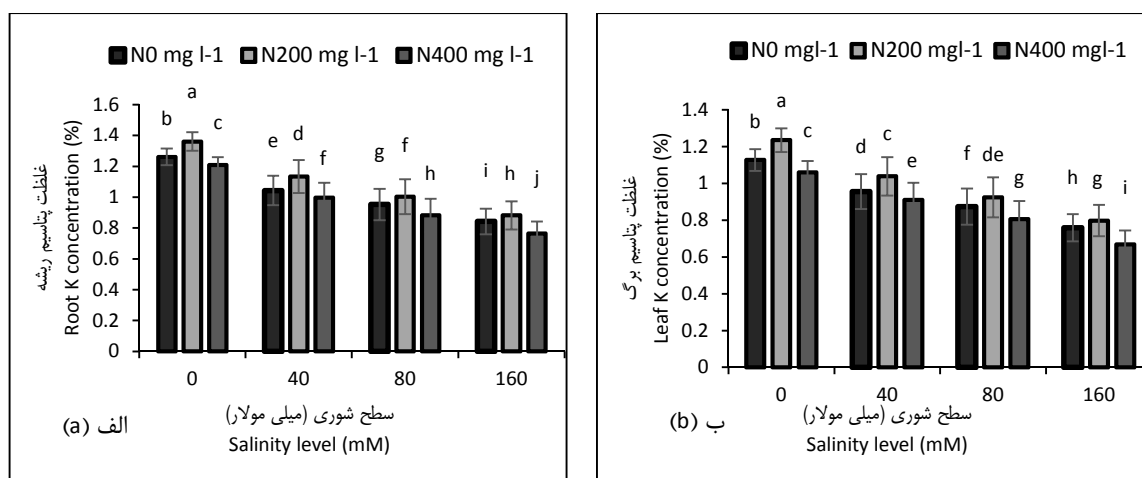 N0 mg l-1 N200 mg l-1 N400 mg l-1
غلظت پتاسیم ریشه
Root K concentration (%)
1.6
1.4
1.2
1
0.8
0.6
0.4
0.2
0
b a c e d f g f h i h j
0 40 80 160
سطح شوری (میلی مولار)
Salinity level (mM)
الف (a)
N0 mgl-1 N200 mgl-1 N400 mgl-1
غلظت پتاسیم برگ
Leaf K concentration (%)
1.4
1.2
1
0.8
0.6
0.4
0.2
0
b a c d c e f de g h g i
0 40 80 160
سطح شوری (میلی مولار)
Salinity level (mM)
ب (b)